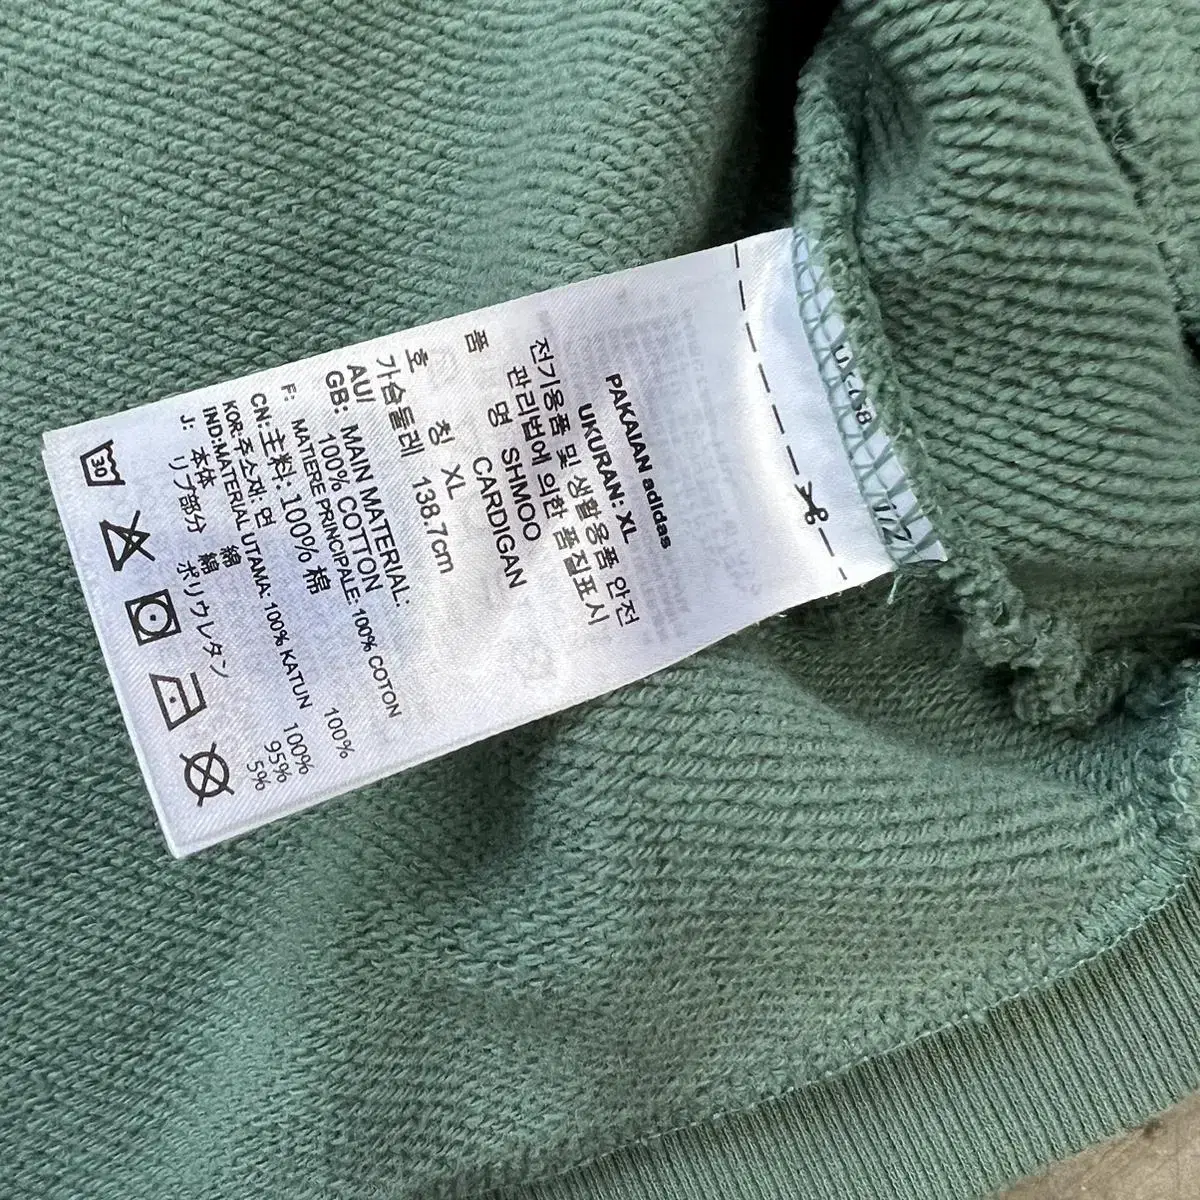 PAKAIAN adidas
UKURAN: XL
전기용품 및 생활용품 안전
관리법에 의한 품질표시
품 명 SHMOO
CARDIGAN
호 칭 XL
가슴둘레 138.7cm
AU/
GB: MAIN MATERIAL:
100% COTTON
F: MATIERE PRINCIPALE: 100% COTON
CN: 主料: 100% 棉
KOR: 주소재: 면 100%
IND: MATERIAL UTAMA: 100% KATUN
J: 本体 綿 100%
リブ部分 綿 95%
ポリウレタン 5%
30
1/2